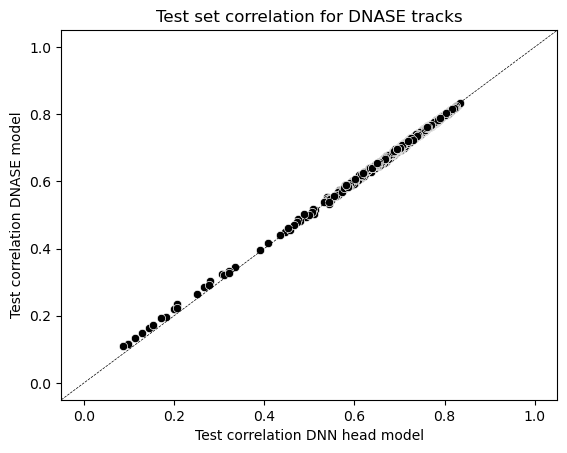 Test set correlation for DNASE tracks
Test correlation DNASE model
1.0
0.8
0.6
0.4
0.2
0.0
0.0 0.2 0.4 0.6 0.8 1.0
Test correlation DNN head model